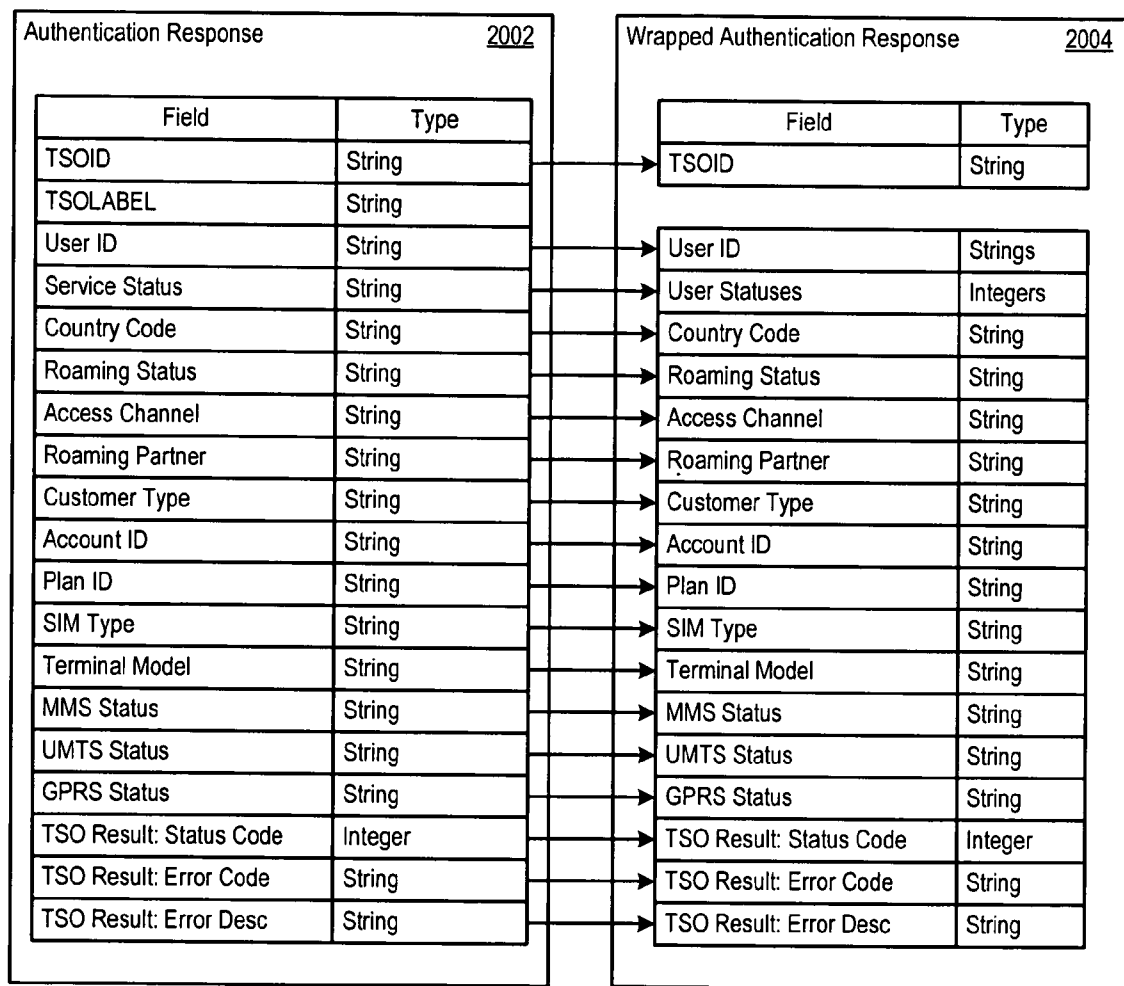 Authentication Response 2002
Field Type
TSOID String
TSOLABEL String
User ID String
Service Status String
Country Code String
Roaming Status String
Access Channel String
Roaming Partner String
Customer Type String
Account ID String
Plan ID String
SIM Type String
Terminal Model String
MMS Status String
UMTS Status String
GPRS Status String
TSO Result: Status Code Integer
TSO Result: Error Code String
TSO Result: Error Desc String
Wrapped Authentication Response 2004
Field Type
TSOID String
User ID Strings
User Statuses Integers
Country Code String
Roaming Status String
Access Channel String
Roaming Partner String
Customer Type String
Account ID String
Plan ID String
SIM Type String
Terminal Model String
MMS Status String
UMTS Status String
GPRS Status String
TSO Result: Status Code Integer
TSO Result: Error Code String
TSO Result: Error Desc String